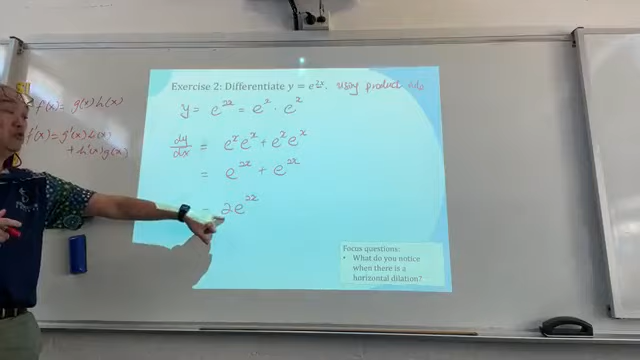 Exercise 2: Differentiate y = e^{2x}. using product rule
y = e^{2x} = e^x · e^x
f(x) = g(x)h(x)
f'(x) = g'(x)h(x)
+ h'(x)g(x)
dy/dx = e^x e^x + e^x e^x
= e^{2x} + e^{2x}
= 2e^{2x}
Focus questions:
• What do you notice
when there is a
horizontal dilation?